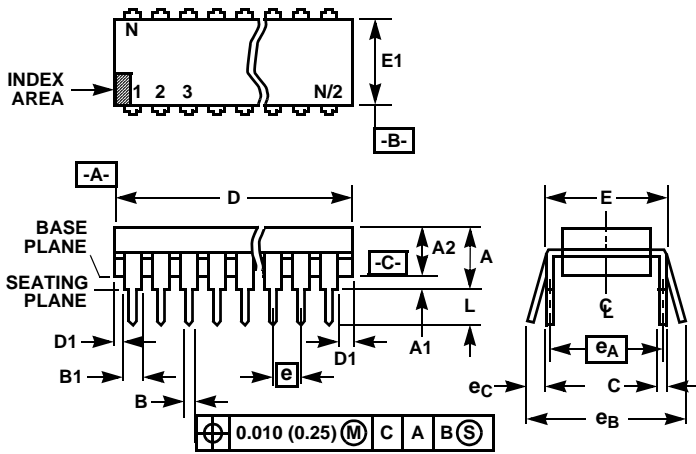 N
E1
INDEX
AREA
1 2 3 N/2
-B-
-A-
D
E
BASE
PLANE
A2
A
-C-
SEATING
PLANE
L
C̵L
D1
A1
D1
e
eA
B1
eC
C
B
eB
0.010 (0.25) Ⓜ C A B Ⓢ